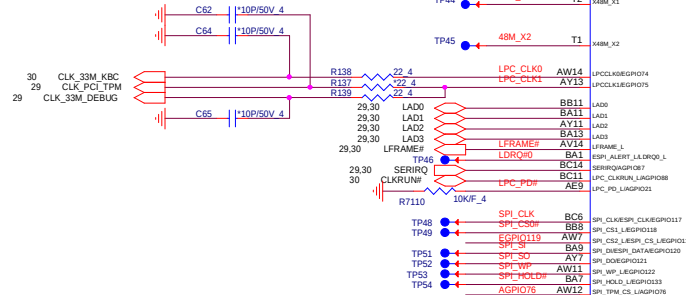 TP44 T2 X48M_X1
C62 *10P/50V_4
C64 *10P/50V_4
TP45 48M_X2 T1 X48M_X2
30 CLK_33M_KBC R138 22_4 LPC_CLK0 AW14 LPCCLK0/EGPIO74
29 CLK_PCI_TPM R137 *22_4 LPC_CLK1 AY13 LPCCLK1/EGPIO75
29 CLK_33M_DEBUG R139 22_4
C65 *10P/50V_4
29,30 LAD0 BB11 LAD0
29,30 LAD1 BA11 LAD1
29,30 LAD2 AY11 LAD2
29,30 LAD3 BA13 LAD3
29,30 LFRAME# LFRAME# AV14 LFRAME_L
TP46 LDRQ#0 BA1 ESPI_ALERT_L/LDRQ0_L
29,30 SERIRQ BC14 SERIRQ/AGPIO87
30 CLKRUN# BC11 LPC_CLKRUN_L/AGPIO88
R7110 10K/F_4 LPC_PD# AE9 LPC_PD_L/AGPIO21
TP48 SPI_CLK BC6 SPI_CLK/ESPI_CLK/EGPIO117
TP49 SPI_CS0# BB8 SPI_CS1_L/EGPIO118
EGPIO119 AW7 SPI_CS2_L/ESPI_CS_L/EGPIO11
TP51 SPI_SI BA9 SPI_DI/ESPI_DATA/EGPIO120
TP52 SPI_SO AY7 SPI_DO/EGPIO121
TP53 SPI_WP AW11 SPI_WP_L/EGPIO122
TP54 SPI_HOLD# BA7 SPI_HOLD_L/EGPIO133
AGPIO76 AW12 SPI_TPM_CS_L/AGPIO76